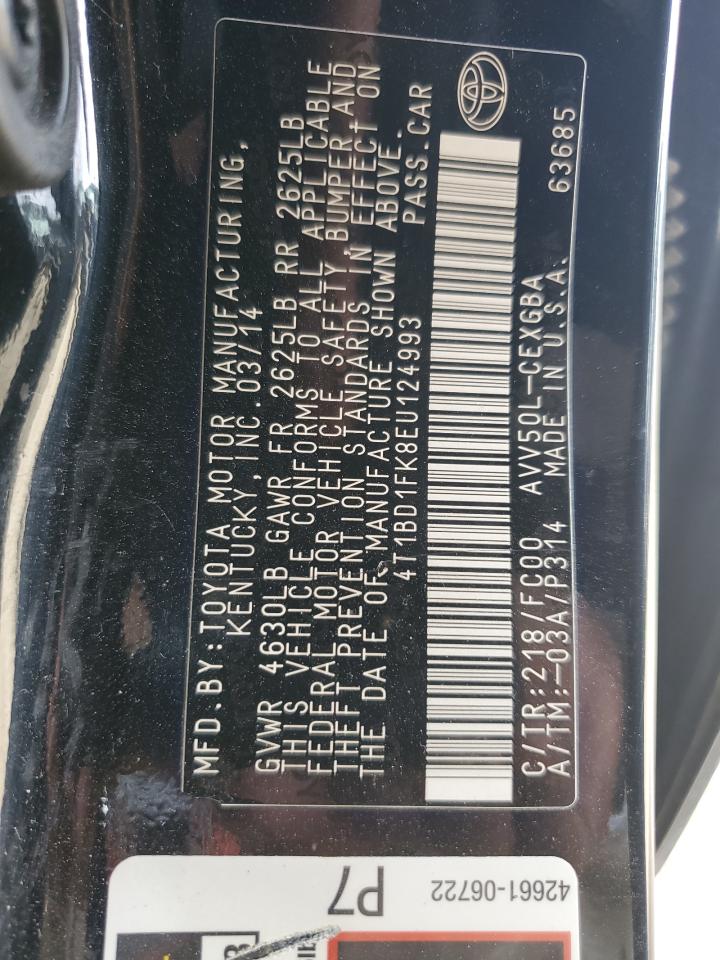 MFD.BY:TOYOTA MOTOR MANUFACTURING,
KENTUCKY, INC. 03/14
GVWR 4630LB GAWR FR 2625LB RR 2625LB
THIS VEHICLE CONFORMS TO ALL APPLICABLE
FEDERAL MOTOR VEHICLE SAFETY,BUMPER,AND
THEFT PREVENTION STANDARDS IN EFFECT ON
THE DATE OF MANUFACTURE SHOWN ABOVE.
4T1BD1FK8EU124993 PASS.CAR
C/TR:218/FC00 AVV50L-CEXGBA
A/TM:-03A/P314 MADE IN U.S.A. 63685
42661-06722
P7